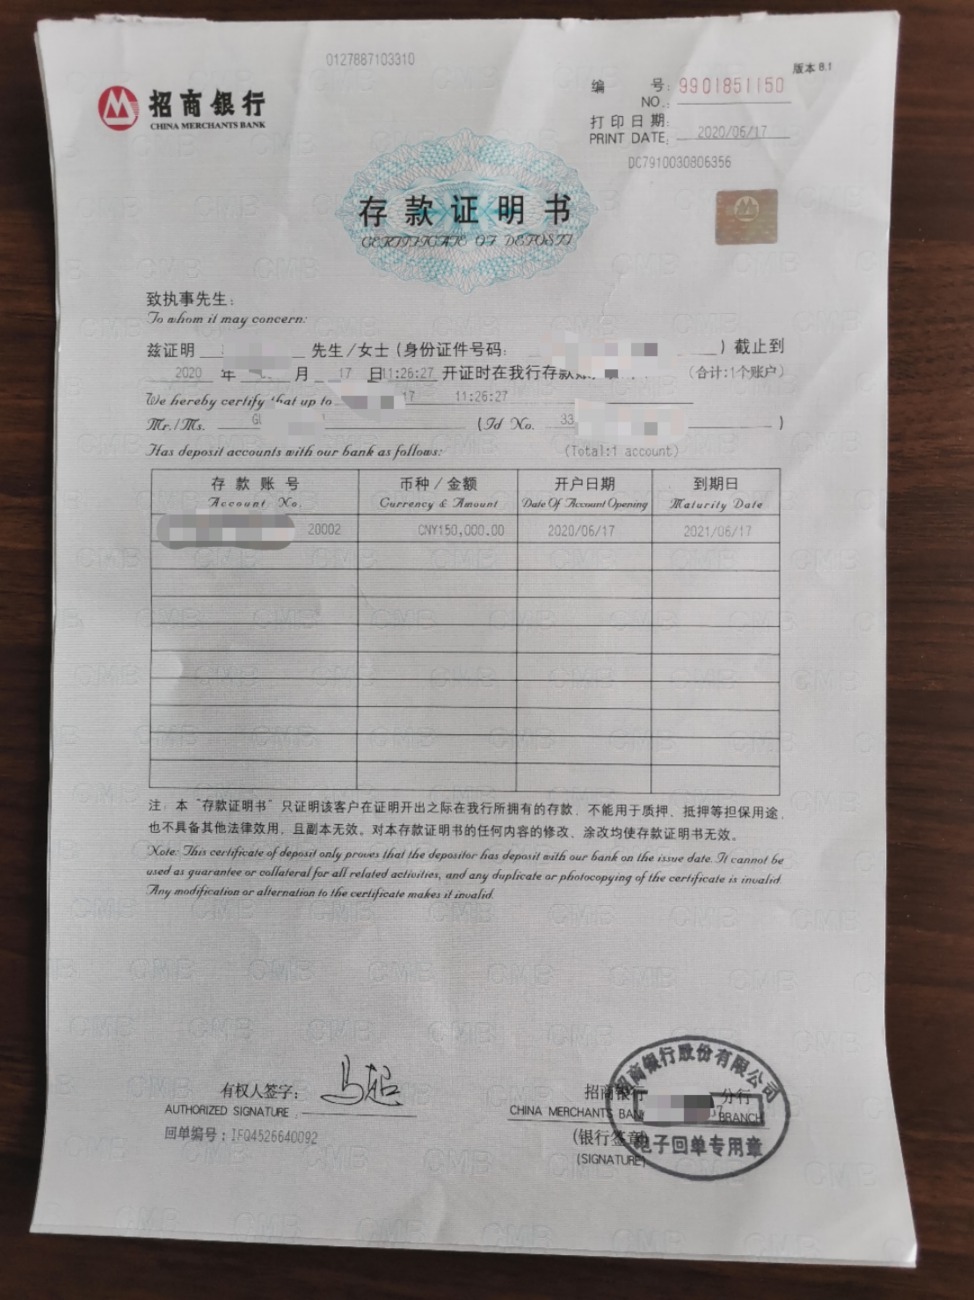 0127887103310
版本 8.1
招商银行
CHINA MERCHANTS BANK
编 号: 9901851150
NO.:
打印日期:
PRINT DATE: 2020/06/17
DC7910030806356
存款证明书
CERTIFICATE OF DEPOSIT
致执事先生:
To whom it may concern:
兹证明 先生/女士(身份证件号码: )截止到
2020 年 月 17 日11:26:27 开证时在我行存款 (合计:1个账户)
We hereby certify that up to 17 11:26:27
Mr./Ms. (Id No. 33 )
Has deposit accounts with our bank as follows: (Total:1 account)
存款账号 币种/金额 开户日期 到期日
Account No. Currency & Amount Date Of Account Opening Maturity Date
20002 CNY150,000.00 2020/06/17 2021/06/17
注: 本“存款证明书”只证明该客户在证明开出之际在我行所拥有的存款, 不能用于质押、抵押等担保用途,
也不具备其他法律效用, 且副本无效。对本存款证明书的任何内容的修改、涂改均使存款证明书无效。
Note: This certificate of deposit only proves that the depositor has deposit with our bank on the issue date. It cannot be
used as guarantee or collateral for all related activities, and any duplicate or photocopying of the certificate is invalid.
Any modification or alternation to the certificate makes it invalid.
有权人签字:
AUTHORIZED SIGNATURE:
回单编号: IFQ4526640092
招商银行 分行
CHINA MERCHANTS BANK BRANCH
(银行签章)
(SIGNATURE)
招商银行股份有限公司
电子回单专用章